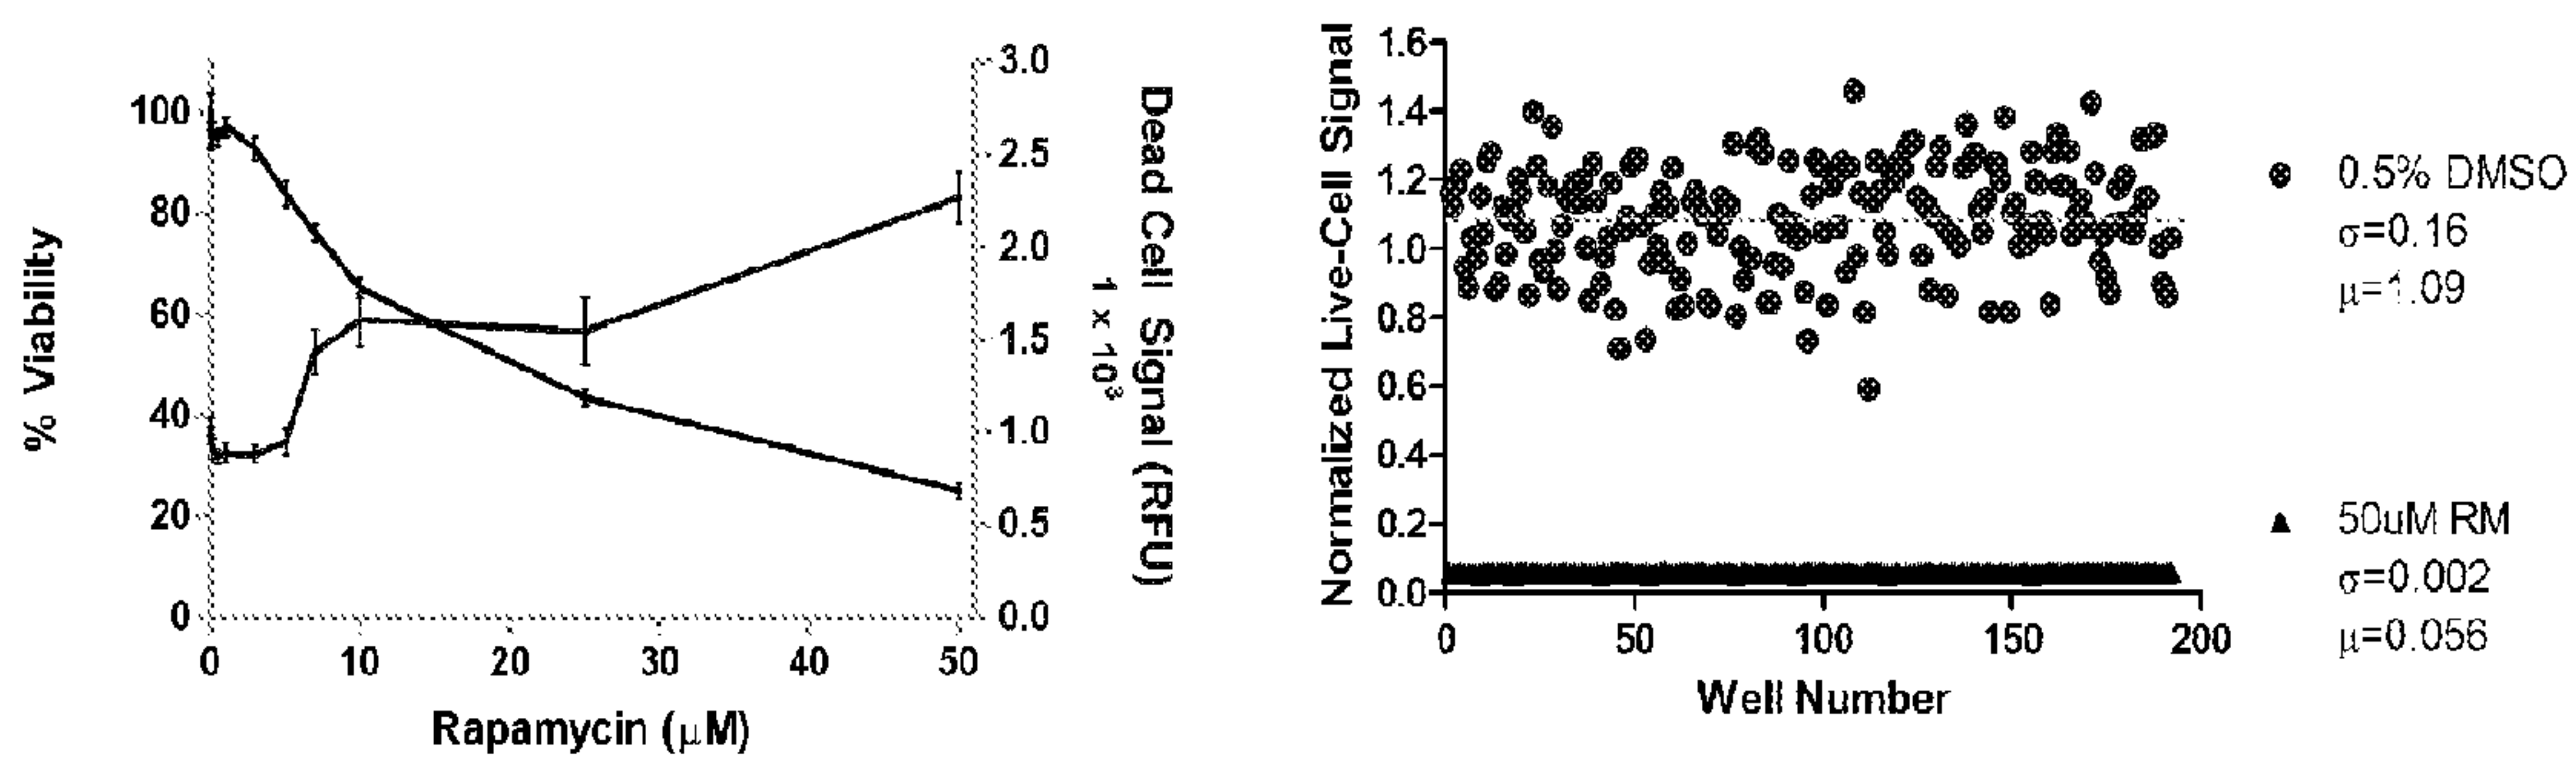 % Viability
100
80
60
40
20
0
0 10 20 30 40 50
Rapamycin (μM)
3.0
2.5
2.0
1.5
1.0
0.5
0.0
Dead Cell Signal (RFU)
1 x 10³
Normalized Live-Cell Signal
1.6
1.4
1.2
1.0
0.8
0.6
0.4
0.2
0.0
0 50 100 150 200
Well Number
0.5% DMSO
σ=0.16
μ=1.09
50uM RM
σ=0.002
μ=0.056